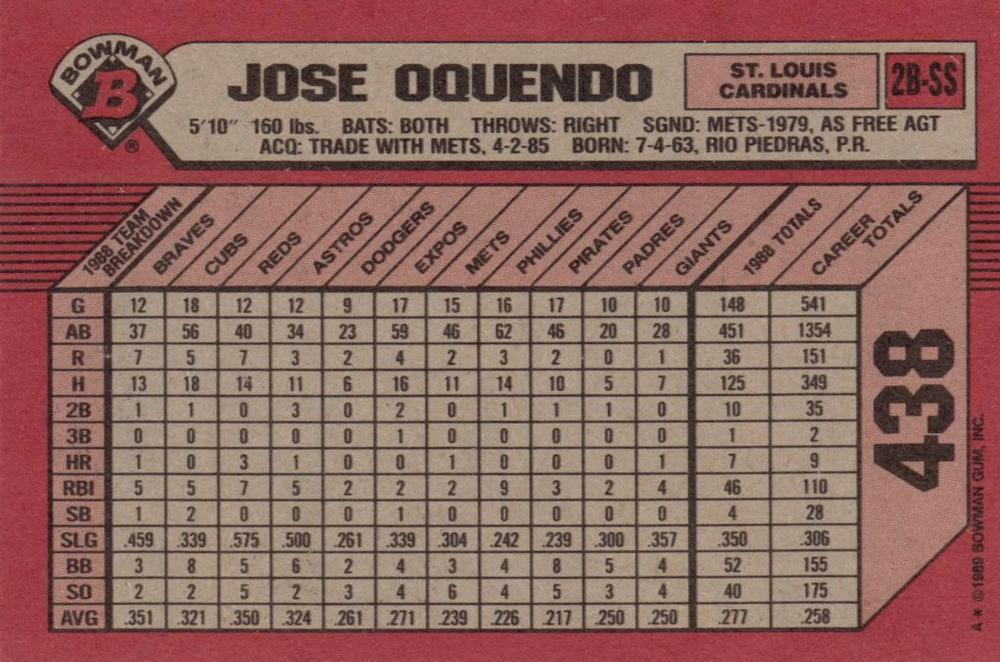 BOWMAN
B
®
JOSE OQUENDO
ST. LOUIS
CARDINALS
2B-SS
5'10" 160 lbs. BATS: BOTH THROWS: RIGHT SGND: METS-1979, AS FREE AGT
ACQ: TRADE WITH METS, 4-2-85 BORN: 7-4-63, RIO PIEDRAS, P.R.
1988 TEAM BREAKDOWN BRAVES CUBS REDS ASTROS DODGERS EXPOS METS PHILLIES PIRATES PADRES GIANTS 1988 TOTALS CAREER TOTALS
G 12 18 12 12 9 17 15 16 17 10 10 148 541
AB 37 56 40 34 23 59 46 62 46 20 28 451 1354
R 7 5 7 3 2 4 2 3 2 0 1 36 151
H 13 18 14 11 6 16 11 14 10 5 7 125 349
2B 1 1 0 3 0 2 0 1 1 1 0 10 35
3B 0 0 0 0 0 1 0 0 0 0 0 1 2
HR 1 0 3 1 0 0 1 0 0 0 1 7 9
RBI 5 5 7 5 2 2 2 9 3 2 4 46 110
SB 1 2 0 0 0 1 0 0 0 0 0 4 28
SLG .459 .339 .575 .500 .261 .339 .304 .242 .239 .300 .357 .350 .306
BB 3 8 5 6 2 4 3 4 8 5 4 52 155
SO 2 2 5 2 3 4 6 4 5 3 4 40 175
AVG .351 .321 .350 .324 .261 .271 .239 .226 .217 .250 .250 .277 .258
438
A * ©1989 BOWMAN GUM, INC.